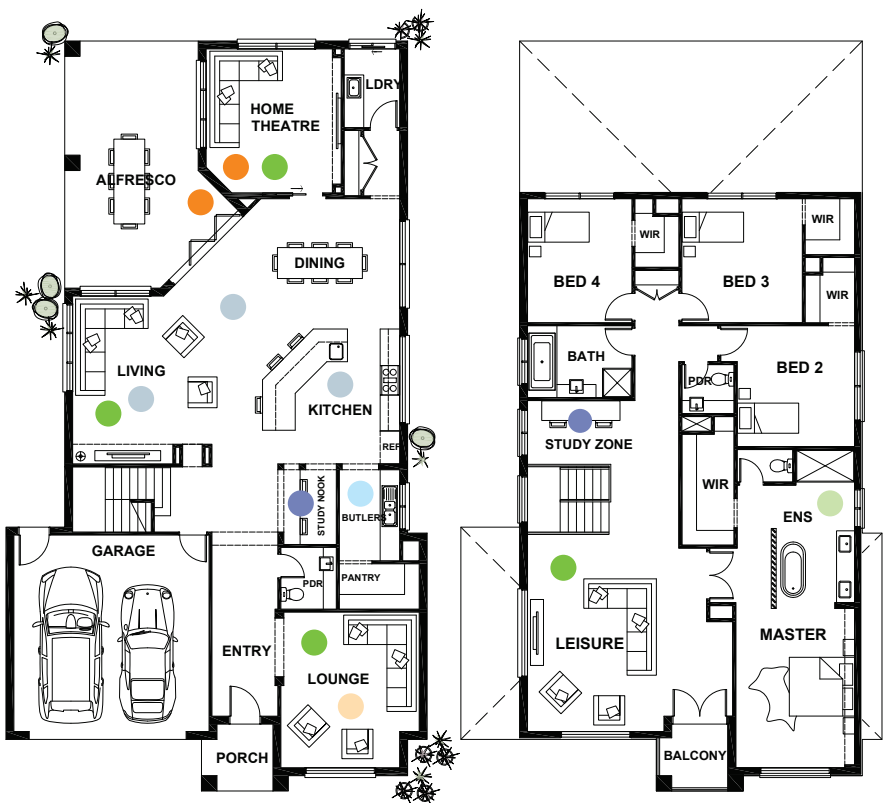 LDRY
HOME
THEATRE
ALFRESCO
DINING
LIVING
KITCHEN
REF
STUDY NOOK
BUTLERS
GARAGE
PDR
PANTRY
ENTRY
LOUNGE
PORCH
WIR
WIR
BED 4
BED 3
WIR
BATH
PDR
BED 2
STUDY ZONE
WIR
ENS
LEISURE
MASTER
BALCONY